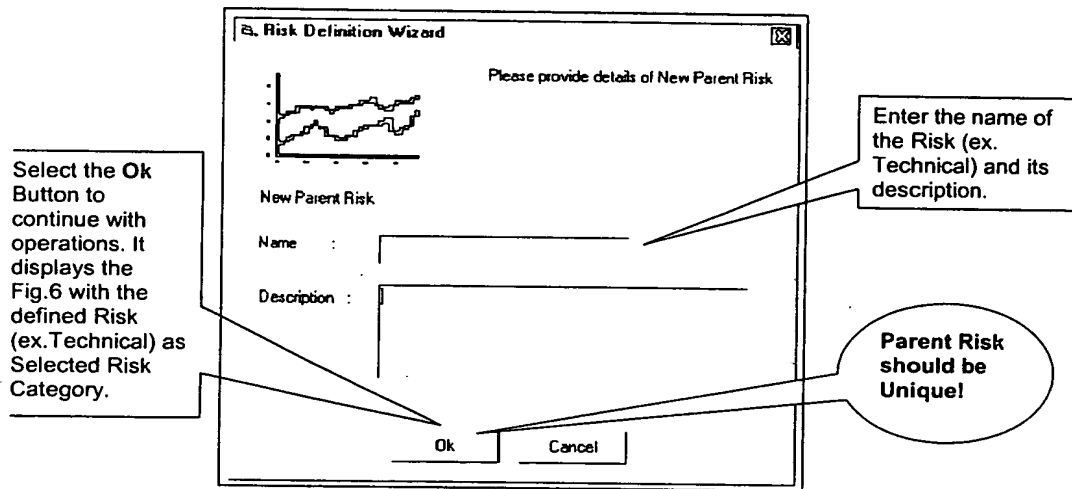 Risk Definition Wizard
Please provide details of New Parent Risk
New Parent Risk
Name :
Description :
Ok
Cancel
Select the Ok
Button to
continue with
operations. It
displays the
Fig.6 with the
defined Risk
(ex.Technical) as
Selected Risk
Category.
Enter the name of
the Risk (ex.
Technical) and its
description.
Parent Risk
should be
Unique!